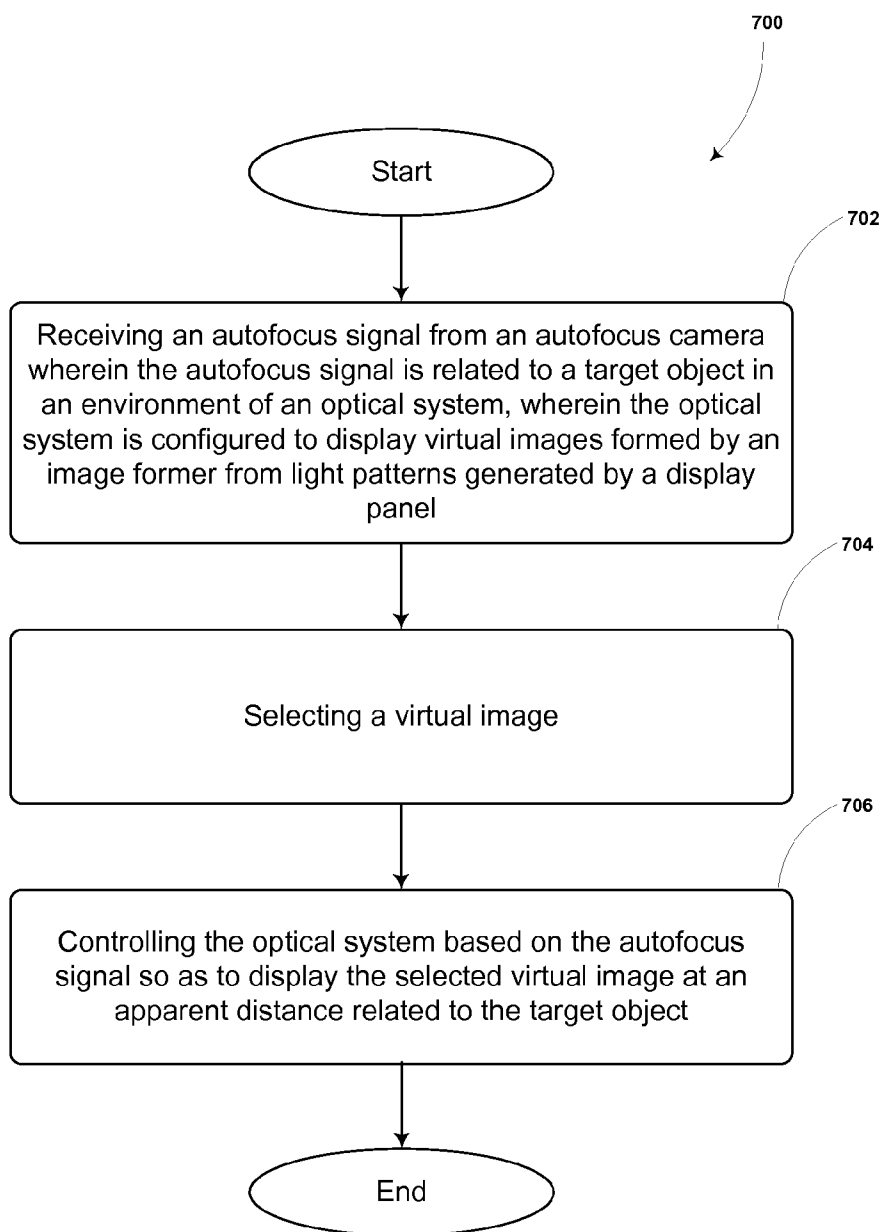 700
Start
702
Receiving an autofocus signal from an autofocus camera
wherein the autofocus signal is related to a target object in
an environment of an optical system, wherein the optical
system is configured to display virtual images formed by an
image former from light patterns generated by a display
panel
704
Selecting a virtual image
706
Controlling the optical system based on the autofocus
signal so as to display the selected virtual image at an
apparent distance related to the target object
End